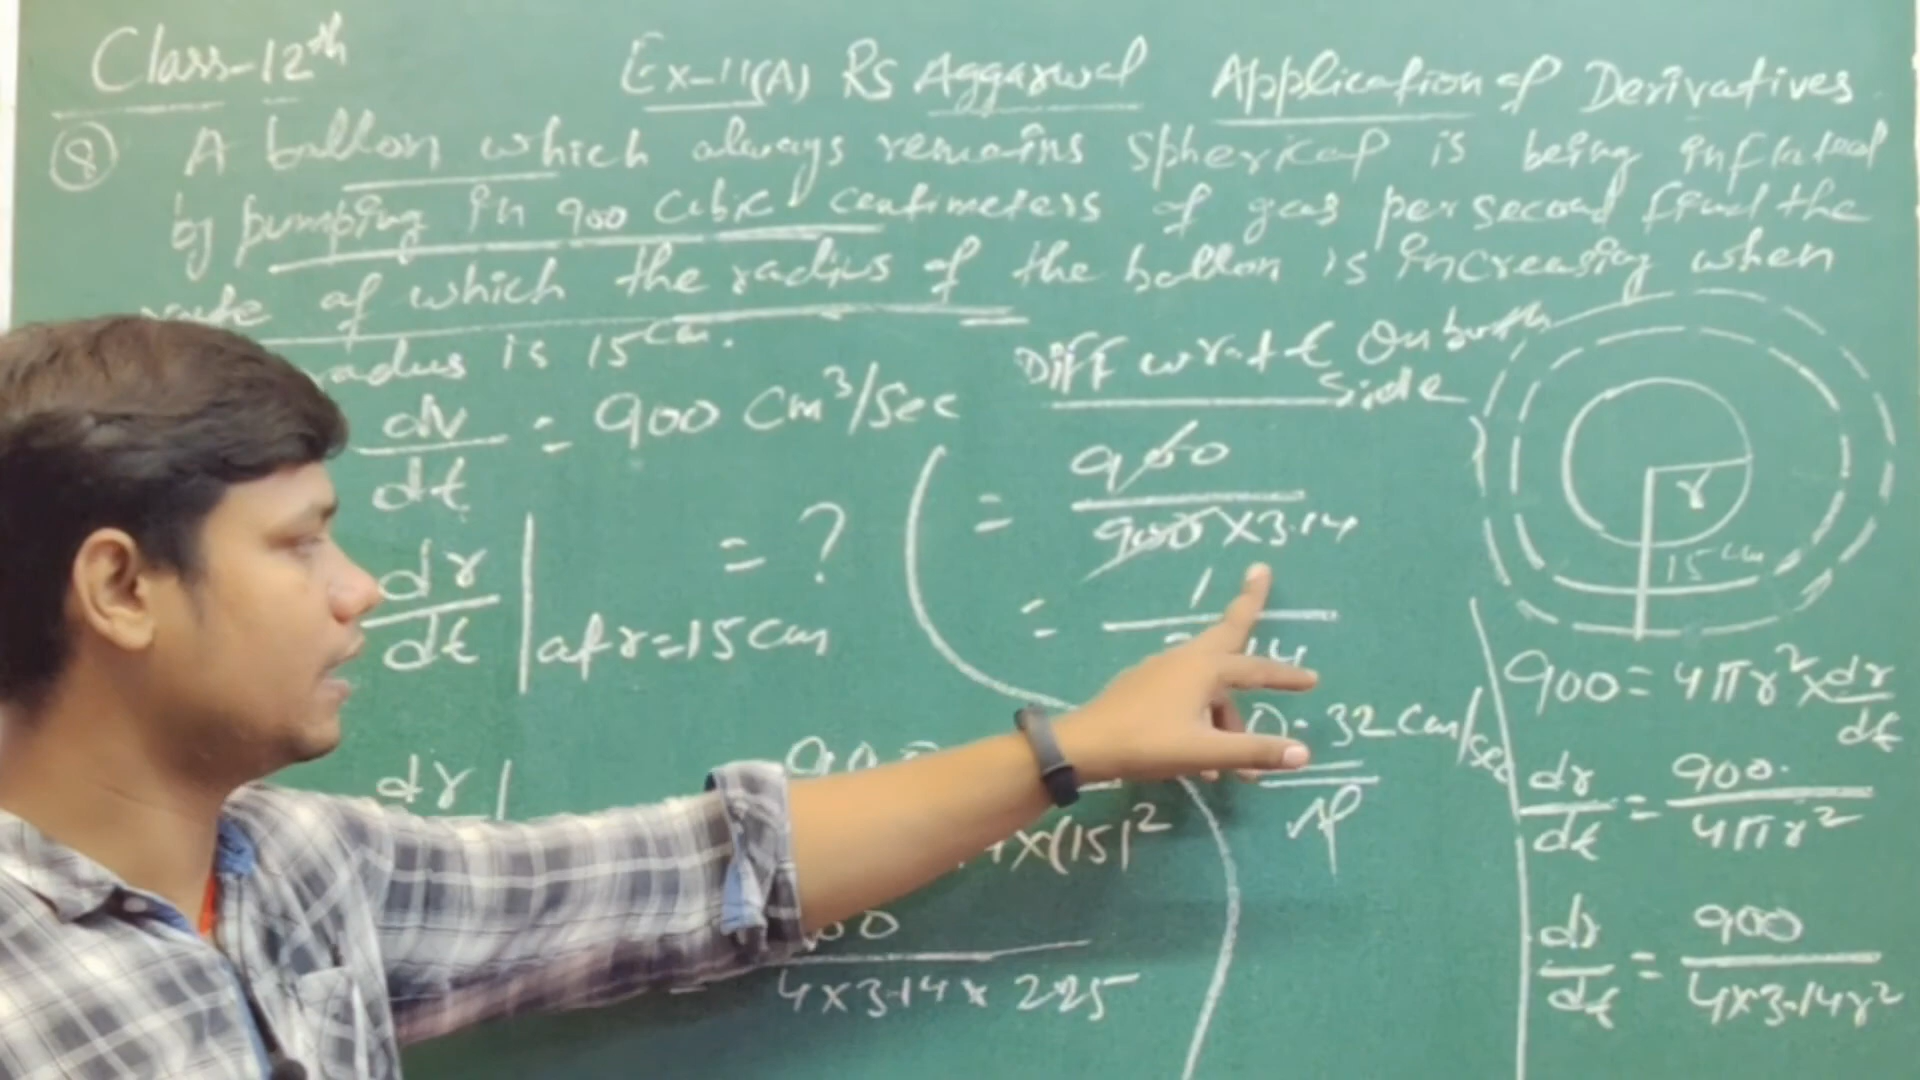 Class-12th
Ex-11(A) RS Aggarwal Application of Derivatives
8 A ballon which always remains spherical is being inflated
by pumping in 900 cubic centimeters of gas per second find the
rate of which the radius of the ballon is increasing when
radus is 15cm.
dv/dt = 900 cm³/sec
dr/dt | at r=15cm = ?
dr
900
×(15)²
4×3.14×225
Diff w.r.t t On both side
= 900/900×3.14
= 1
0.32 cm/sec
r
15cm
900 = 4πr²×dr/dt
dr/dt = 900/4πr²
dr/dt = 900/4×3.14r²